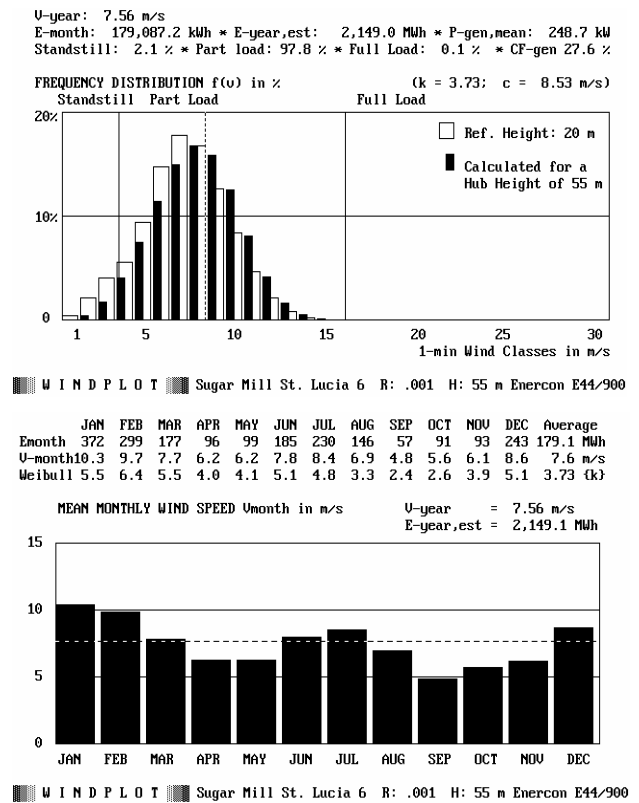 V-year: 7.56 m/s
E-month: 179,087.2 kWh * E-year,est: 2,149.0 MWh * P-gen,mean: 248.7 kW
Standstill: 2.1 % * Part load: 97.8 % * Full Load: 0.1 % * CF-gen 27.6 %
FREQUENCY DISTRIBUTION f(v) in % (k = 3.73; c = 8.53 m/s)
Standstill Part Load Full Load
20%
Ref. Height: 20 m
Calculated for a
Hub Height of 55 m
10%
0
1 5 10 15 20 25 30
1-min Wind Classes in m/s
W I N D P L O T Sugar Mill St. Lucia 6 R: .001 H: 55 m Enercon E44/900
JAN FEB MAR APR MAY JUN JUL AUG SEP OCT NOV DEC Average
Emonth 372 299 177 96 99 185 230 146 57 91 93 243 179.1 MWh
V-month10.3 9.7 7.7 6.2 6.2 7.8 8.4 6.9 4.8 5.6 6.1 8.6 7.6 m/s
Weibull 5.5 6.4 5.5 4.0 4.1 5.1 4.8 3.3 2.4 2.6 3.9 5.1 3.73 {k}
MEAN MONTHLY WIND SPEED Vmonth in m/s V-year = 7.56 m/s
E-year,est = 2,149.1 MWh
15
10
5
0
JAN FEB MAR APR MAY JUN JUL AUG SEP OCT NOV DEC
W I N D P L O T Sugar Mill St. Lucia 6 R: .001 H: 55 m Enercon E44/900